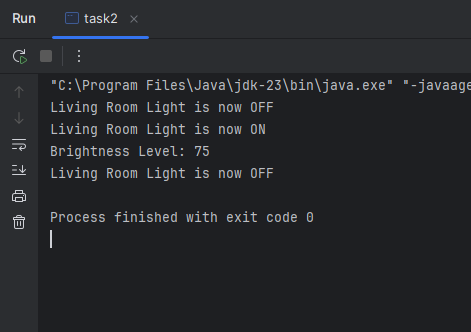 Run task2
"C:\Program Files\Java\jdk-23\bin\java.exe" "-javaage
Living Room Light is now OFF
Living Room Light is now ON
Brightness Level: 75
Living Room Light is now OFF
Process finished with exit code 0